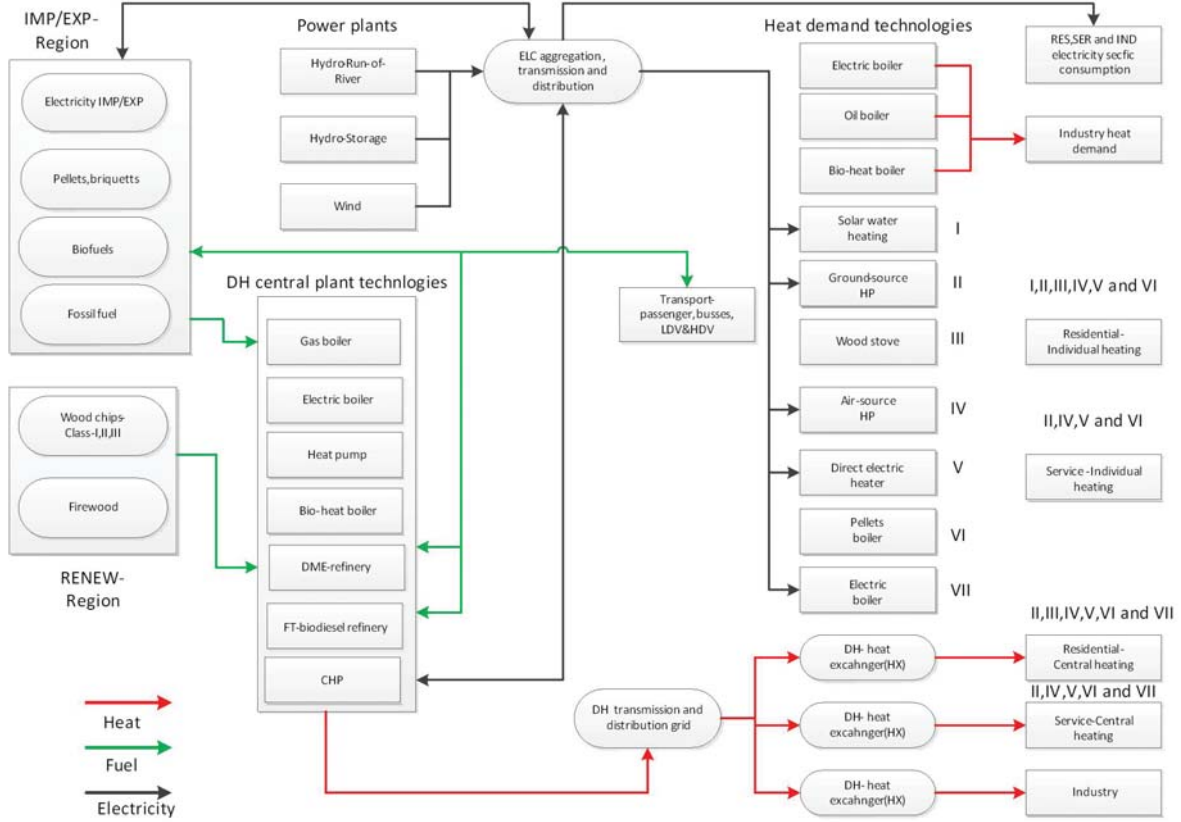 IMP/EXP-
Region
Electricity IMP/EXP
Pellets,briquetts
Biofuels
Fossil fuel
Wood chips-
Class-I,II,III
Firewood
RENEW-
Region
Heat
Fuel
Electricity
Power plants
Hydro-Run-of-
River
Hydro-Storage
Wind
ELC aggregation,
transmission and
distribution
DH central plant technlogies
Gas boiler
Electric boiler
Heat pump
Bio-heat boiler
DME-refinery
FT-biodiesel refinery
CHP
Transport-
passenger,busses,
LDV&HDV
DH transmission and
distribution grid
Heat demand technologies
Electric boiler
Oil boiler
Bio-heat boiler
Solar water
heating
I
Ground-source
HP
II
Wood stove
III
Air-source
HP
IV
Direct electric
heater
V
Pellets
boiler
VI
Electric
boiler
VII
DH- heat
excahnger(HX)
DH- heat
excahnger(HX)
DH- heat
excahnger(HX)
RES,SER and IND
electricity secfic
consumption
Industry heat
demand
I,II,III,IV,V and VI
Residential-
Individual heating
II,IV,V and VI
Service -Individual
heating
II,III,IV,V,VI and VII
Residential-
Central heating
II,IV,V,VI and VII
Service-Central
heating
Industry